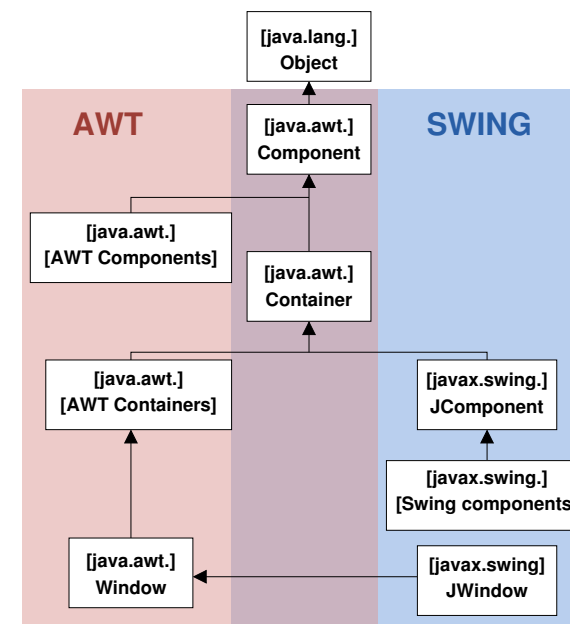 [java.lang.]
Object
AWT
SWING
[java.awt.]
Component
[java.awt.]
[AWT Components]
[java.awt.]
Container
[java.awt.]
[AWT Containers]
[javax.swing.]
JComponent
[javax.swing.]
[Swing components
[java.awt.]
Window
[javax.swing]
JWindow